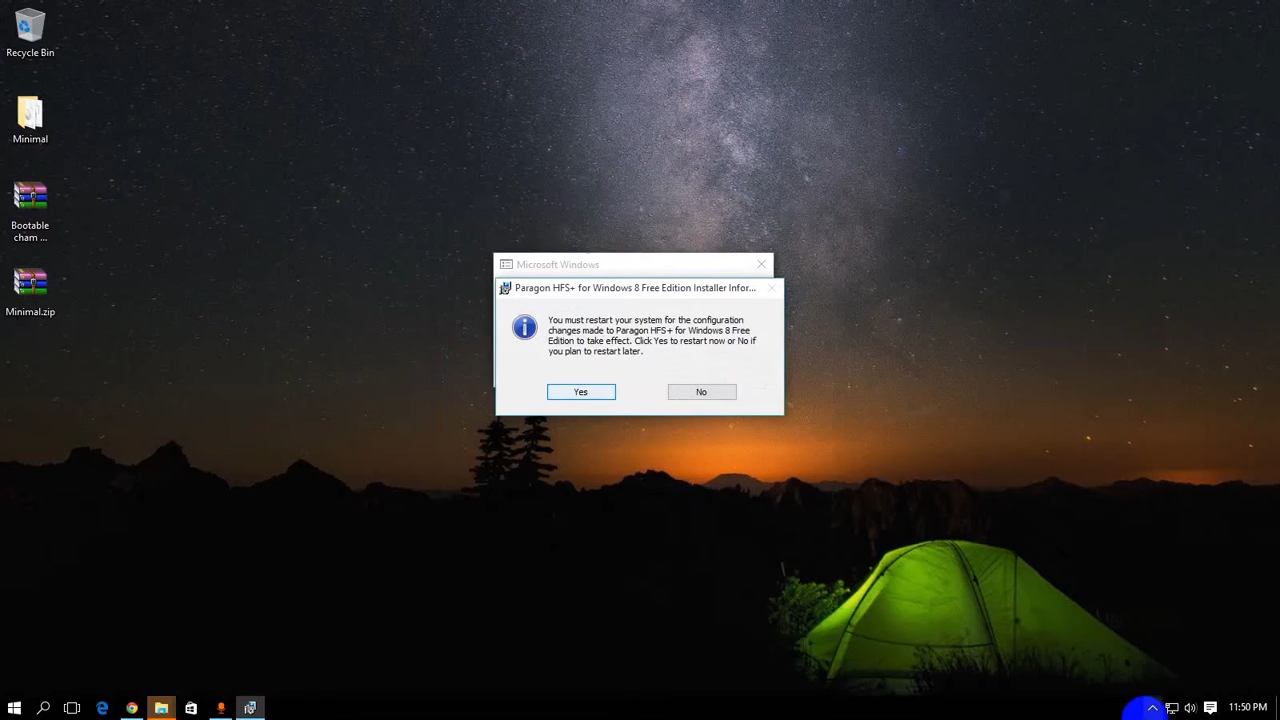 Recycle Bin
Minimal
Bootable
cham ...
Minimal.zip
Microsoft Windows
Paragon HFS+ for Windows 8 Free Edition Installer Infor...
You must restart your system for the configuration
changes made to Paragon HFS+ for Windows 8 Free
Edition to take effect. Click Yes to restart now or No if
you plan to restart later.
Yes
No
11:50 PM